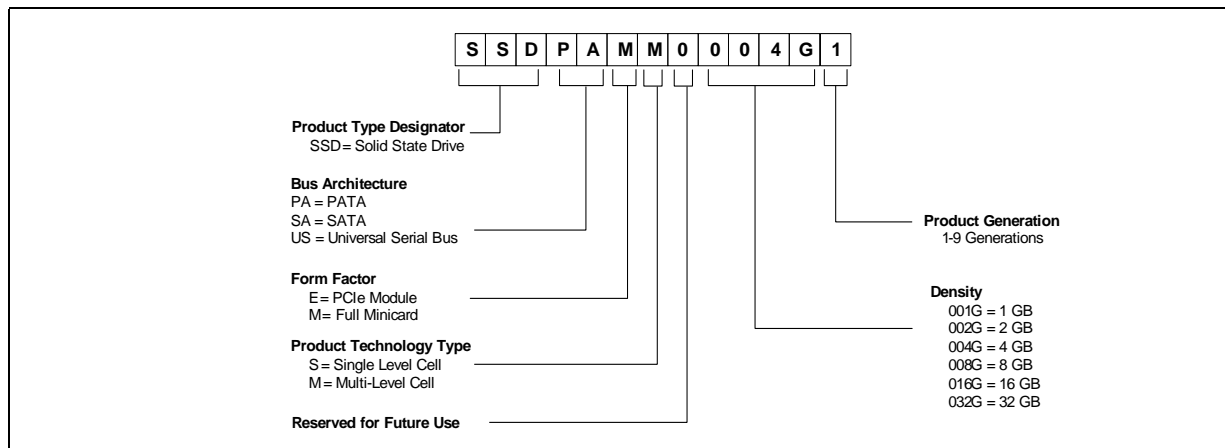 S S D P A M M 0 0 0 4 G 1
Product Type Designator
SSD= Solid State Drive
Bus Architecture
PA = PATA
SA = SATA
US = Universal Serial Bus
Form Factor
E= PCIe Module
M= Full Minicard
Product Technology Type
S= Single Level Cell
M= Multi-Level Cell
Reserved for Future Use
Product Generation
1-9 Generations
Density
001G = 1 GB
002G = 2 GB
004G = 4 GB
008G = 8 GB
016G = 16 GB
032G = 32 GB